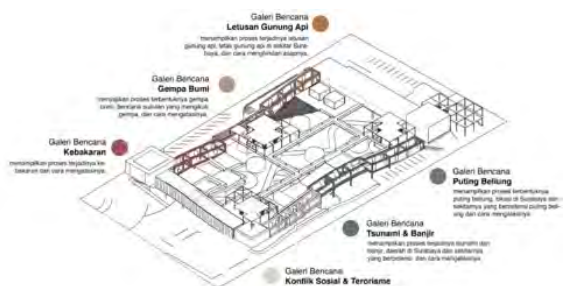 Galeri Bencana
Letusan Gunung Api
menampilkan proses terjadinya letusan
gunung api, letak gunung api di sekitar Sura-
baya, dan cara menghindari asapnya.
Galeri Bencana
Gempa Bumi
menyajikan proses terbentuknya gempa
bumi, bencana susulan yang mengikuti
gempa, dan cara mengatasinya.
Galeri Bencana
Kebakaran
menampilkan proses terjadinya ke-
bakaran dan cara mengatasinya.
Galeri Bencana
Puting Beliung
menampilkan proses terbentuknya
puting beliung, lokasi di Surabaya dan
sekitarnya yang berpotensi puting beli-
ung dan cara mengatasinya
Galeri Bencana
Tsunami & Banjir
menampilkan proses terjadinya tsunami dan
banjir, daerah di Surabaya dan sekitarnya
yang berpotensi, dan cara mengatasinya.
Galeri Bencana
Konflik Sosial & Terorisme